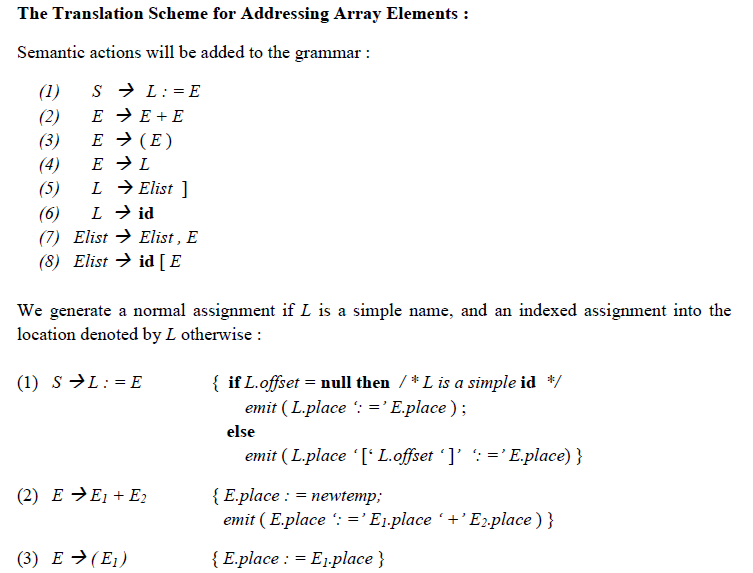 The Translation Scheme for Addressing Array Elements :
Semantic actions will be added to the grammar :
(1) S → L : = E
(2) E → E + E
(3) E → ( E )
(4) E → L
(5) L → Elist ]
(6) L → id
(7) Elist → Elist , E
(8) Elist → id [ E
We generate a normal assignment if L is a simple name, and an indexed assignment into the
location denoted by L otherwise :
(1) S → L : = E { if L.offset = null then / * L is a simple id */
emit ( L.place ‘: =’ E.place ) ;
else
emit ( L.place ‘ [‘ L.offset ‘ ]’ ‘: =’ E.place) }
(2) E → E1 + E2 { E.place : = newtemp;
emit ( E.place ‘: =’ E1.place ‘ +’ E2.place ) }
(3) E → ( E1 ) { E.place : = E1.place }